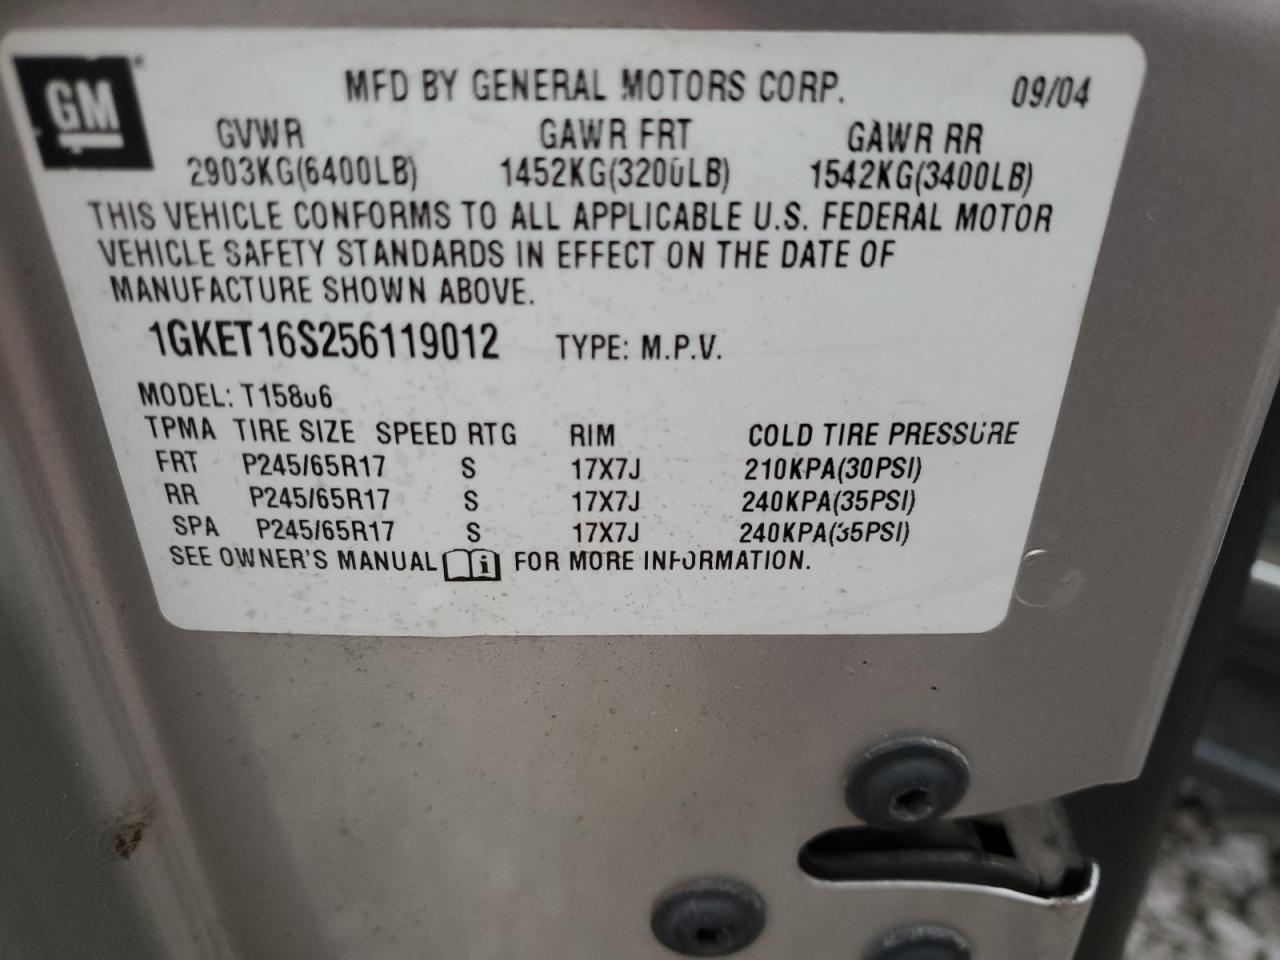 GM
MFD BY GENERAL MOTORS CORP. 09/04
GVWR GAWR FRT GAWR RR
2903KG(6400LB) 1452KG(3200LB) 1542KG(3400LB)
THIS VEHICLE CONFORMS TO ALL APPLICABLE U.S. FEDERAL MOTOR
VEHICLE SAFETY STANDARDS IN EFFECT ON THE DATE OF
MANUFACTURE SHOWN ABOVE.
1GKET16S256119012 TYPE: M.P.V.
MODEL: T15806
TPMA TIRE SIZE SPEED RTG RIM COLD TIRE PRESSURE
FRT P245/65R17 S 17X7J 210KPA(30PSI)
RR P245/65R17 S 17X7J 240KPA(35PSI)
SPA P245/65R17 S 17X7J 240KPA(35PSI)
SEE OWNER'S MANUAL i FOR MORE INFORMATION.